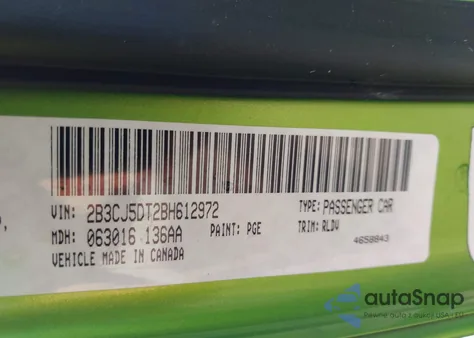 VIN: 2B3CJ5DT2BH612972 TYPE: PASSENGER CAR
MDH: 063016 136AA PAINT: PGE TRIM: RLDV
VEHICLE MADE IN CANADA 4658843
autoSnap